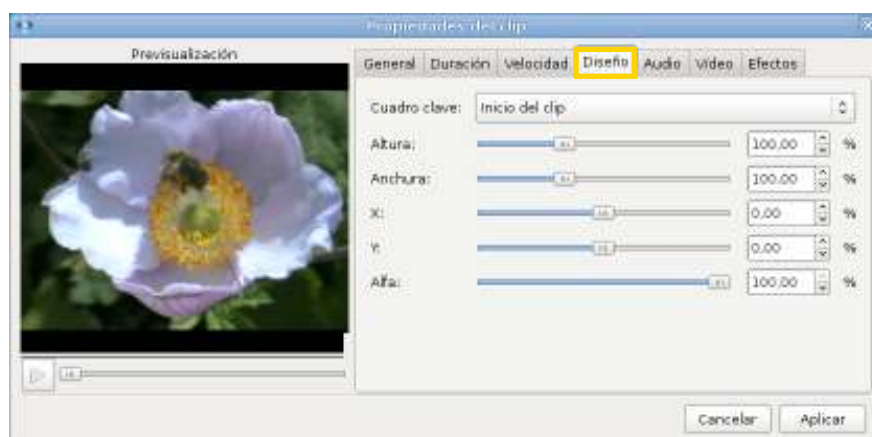 Propiedades del clip
Previsualización
General Duración Velocidad Diseño Audio Vídeo Efectos
Cuadro clave: Inicio del clip
Altura: 100,00 %
Anchura: 100,00 %
X: 0,00 %
Y: 0,00 %
Alfa: 100,00 %
Cancelar Aplicar